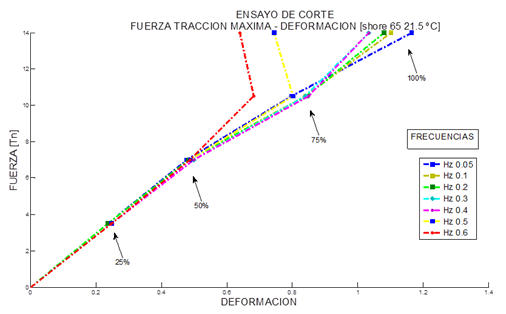 ENSAYO DE CORTE
FUERZA TRACCION MAXIMA - DEFORMACION [shore 65 21.5 ºC]
14
12
10
8
6
4
2
0
FUERZA [Tn]
100%
75%
50%
25%
FRECUENCIAS
Hz 0.05
Hz 0.1
Hz 0.2
Hz 0.3
Hz 0.4
Hz 0.5
Hz 0.6
0 0.2 0.4 0.6 0.8 1 1.2 1.4
DEFORMACION